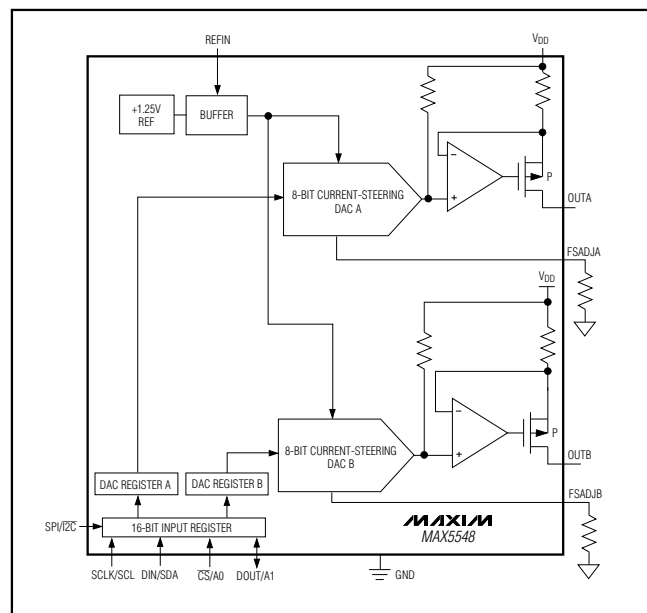 REFIN
VDD
+1.25V
REF
BUFFER
8-BIT CURRENT-STEERING
DAC A
-
+
P
OUTA
FSADJA
VDD
8-BIT CURRENT-STEERING
DAC B
-
+
P
OUTB
FSADJB
DAC REGISTER A
DAC REGISTER B
SPI/I2C
16-BIT INPUT REGISTER
MAXIM
MAX5548
SCLK/SCL
DIN/SDA
CS/A0
DOUT/A1
GND